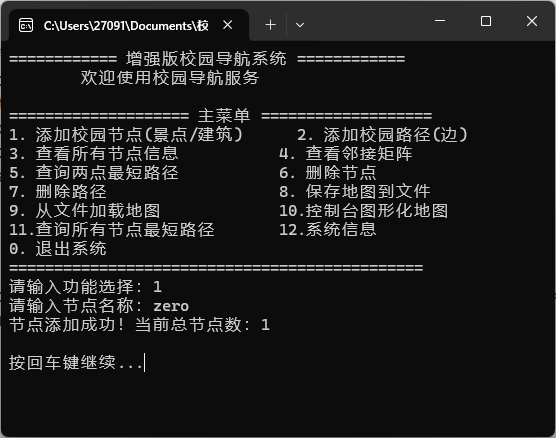 C:\Users\27091\Documents\校
============ 增强版校园导航系统 ============
欢迎使用校园导航服务
==================== 主菜单 ===================
1. 添加校园节点(景点/建筑) 2. 添加校园路径(边)
3. 查看所有节点信息 4. 查看邻接矩阵
5. 查询两点最短路径 6. 删除节点
7. 删除路径 8. 保存地图到文件
9. 从文件加载地图 10.控制台图形化地图
11.查询所有节点最短路径 12.系统信息
0. 退出系统
==============================================
请输入功能选择: 1
请输入节点名称: zero
节点添加成功! 当前总节点数: 1
按回车键继续...